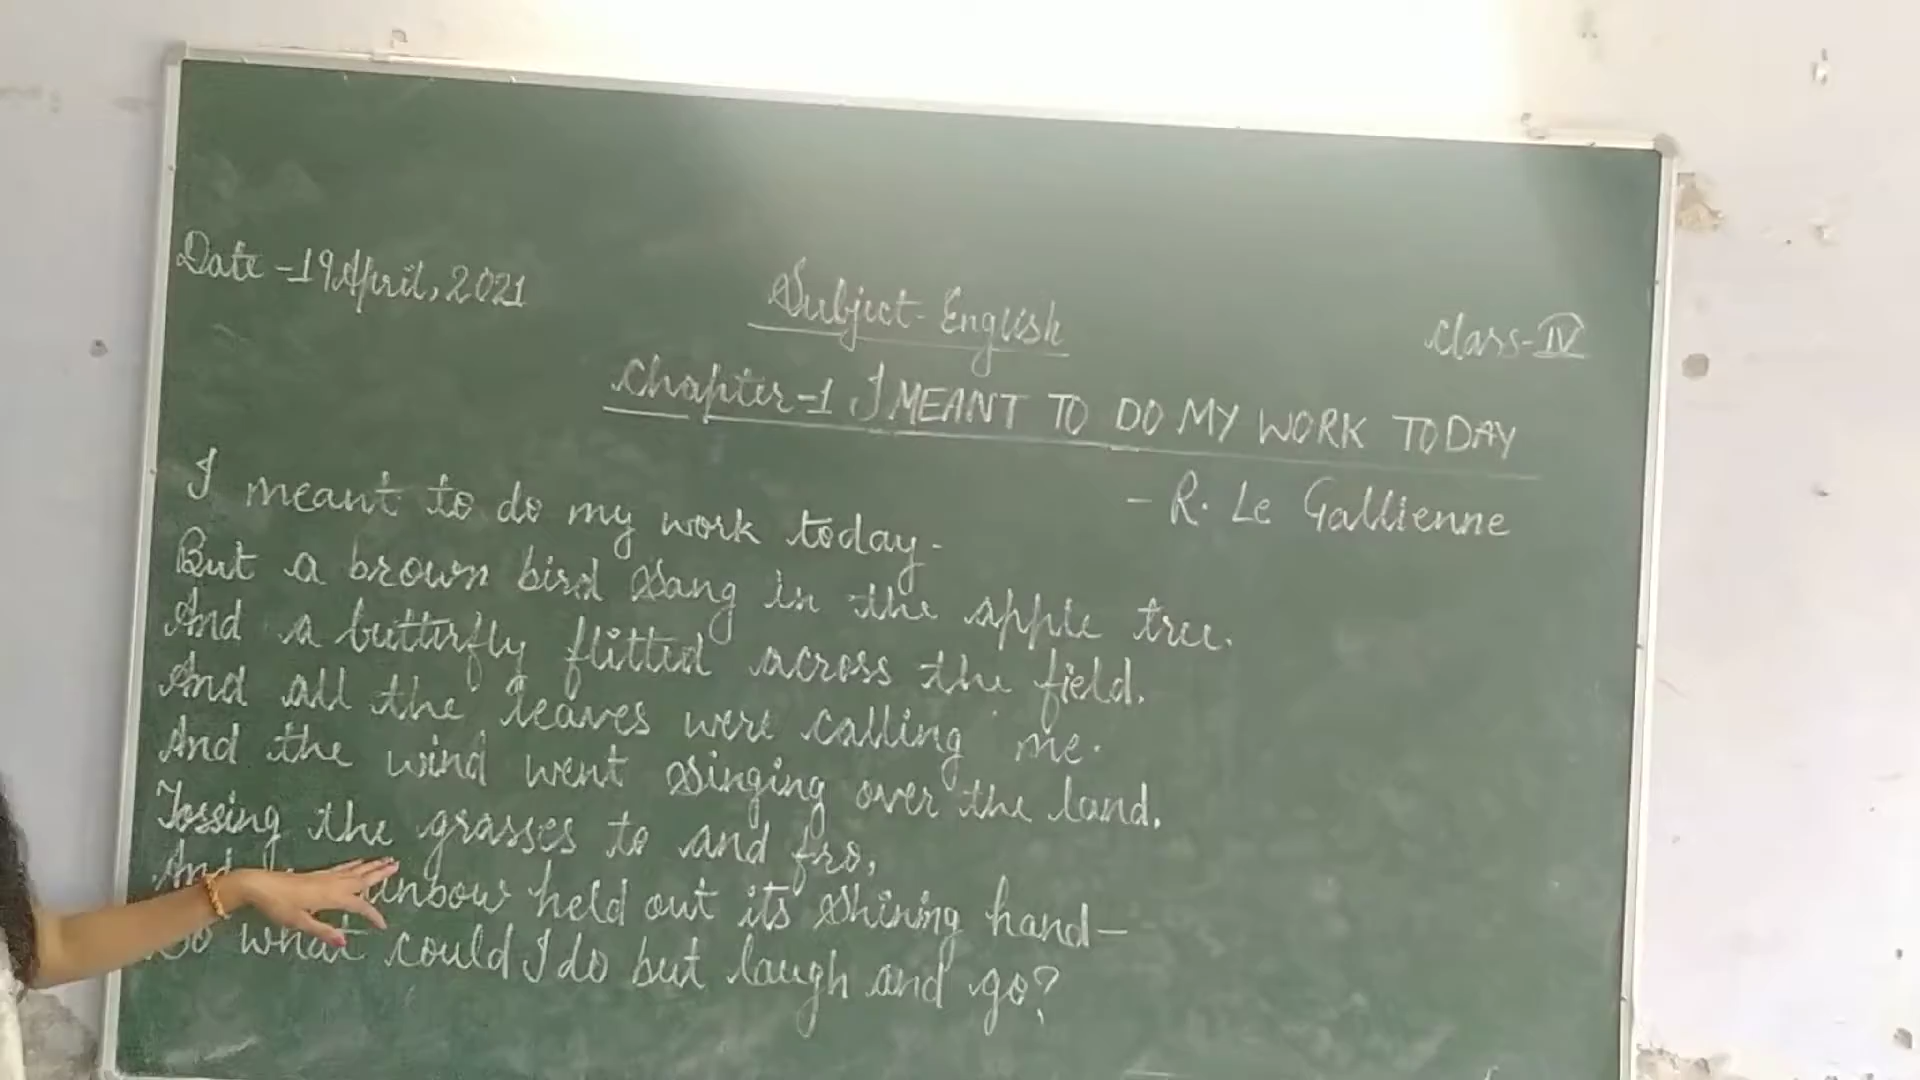 Date -19 April, 2021
Subject- English
Class-IV
Chapter-1 I MEANT TO DO MY WORK TODAY
- R. Le Gallienne
I meant to do my work today-
But a brown bird sang in the apple tree.
And a butterfly flitted across the field.
And all the leaves were calling me.
And the wind went singing over the land.
Tossing the grasses to and fro,
And held out its shining hand-
So what could I do but laugh and go?